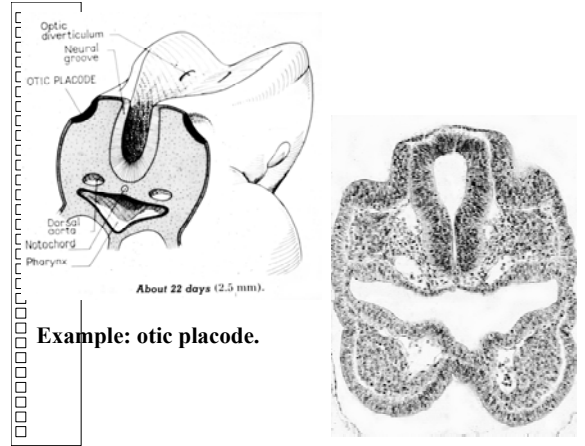 Optic
diverticulum
Neural
groove
OTIC PLACODE
Dorsal
aorta
Notochord
Pharynx
About 22 days (2.5 mm).
Example: otic placode.